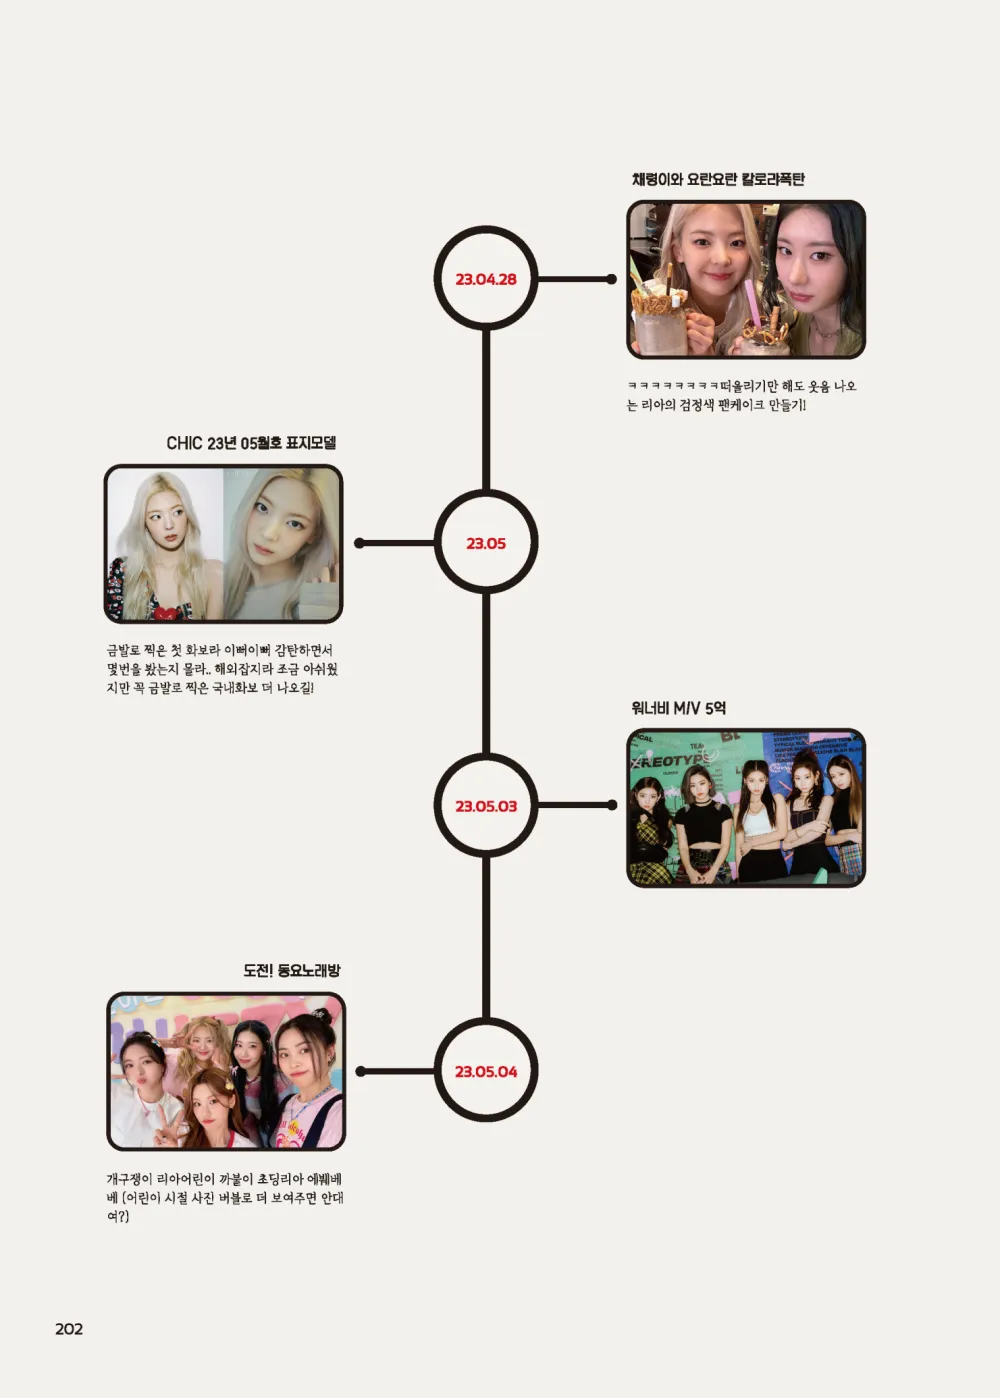 채령이와 요란요란 칼로리폭탄
23.04.28
ㅋㅋㅋㅋㅋㅋㅋㅋ떠올리기만 해도 웃음 나오
는 리아의 검정색 팬케이크 만들기!
CHIC 23년 05월호 표지모델
23.05
금발로 찍은 첫 화보라 이뻐이뻐 감탄하면서
몇번을 봤는지 몰라.. 해외잡지라 조금 아쉬웠
지만 꼭 금발로 찍은 국내화보 더 나오길!
워너비 M/V 5억
23.05.03
도전! 동요노래방
23.05.04
개구쟁이 리아어린이 까불이 초딩리아 에붸베
베 (어린이 시절 사진 버블로 더 보여주면 안대
여?)
202